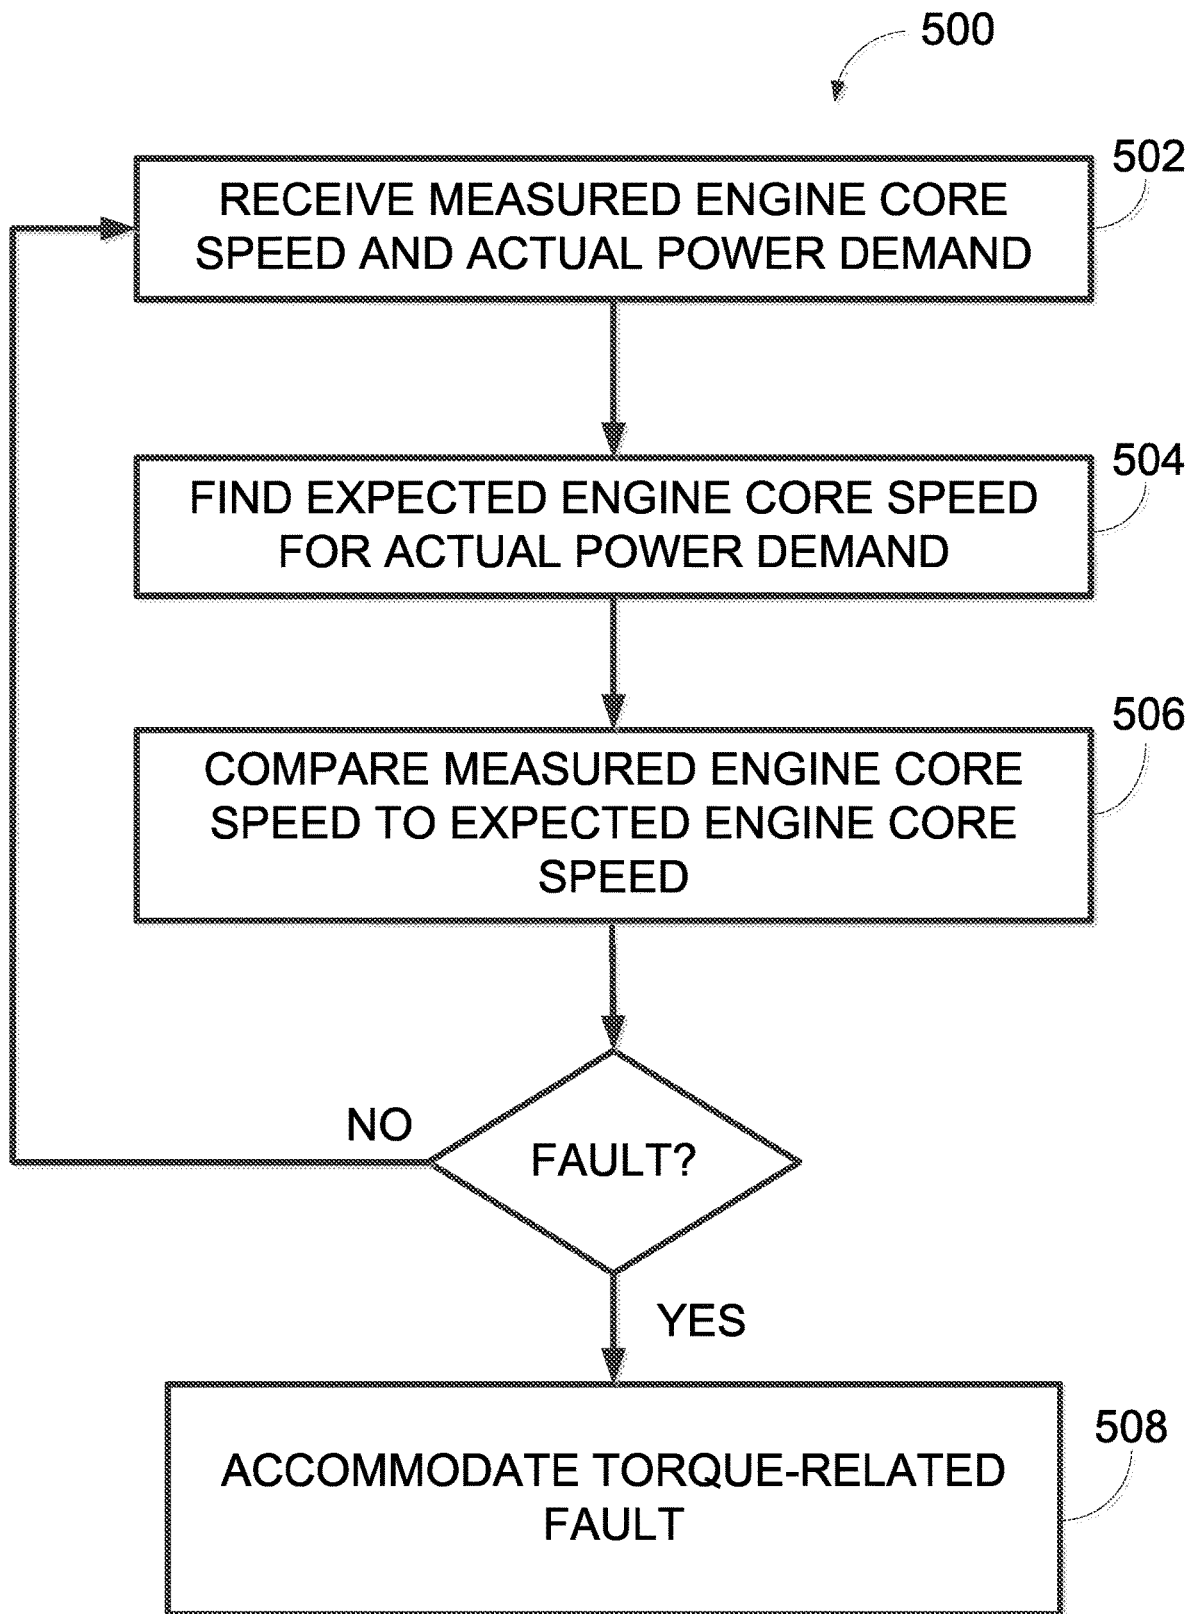 500
502
RECEIVE MEASURED ENGINE CORE
SPEED AND ACTUAL POWER DEMAND
504
FIND EXPECTED ENGINE CORE SPEED
FOR ACTUAL POWER DEMAND
506
COMPARE MEASURED ENGINE CORE
SPEED TO EXPECTED ENGINE CORE
SPEED
NO
FAULT?
YES
508
ACCOMMODATE TORQUE-RELATED
FAULT